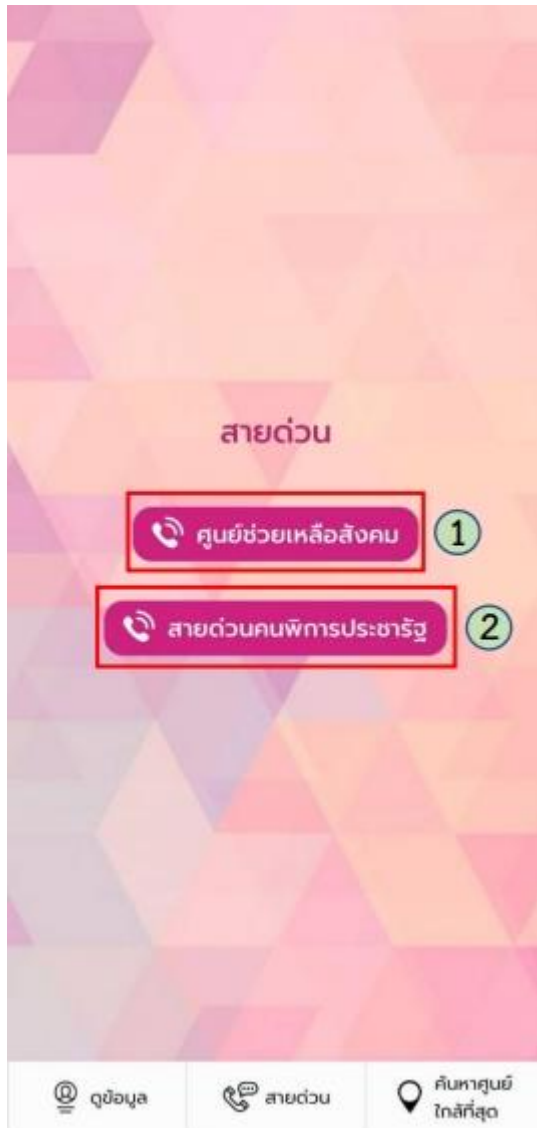 สายด่วน
ศูนย์ช่วยเหลือสังคม
1
สายด่วนคนพิการประชารัฐ
2
ดูข้อมูล
สายด่วน
ค้นหาศูนย์
ใกล้ที่สุด